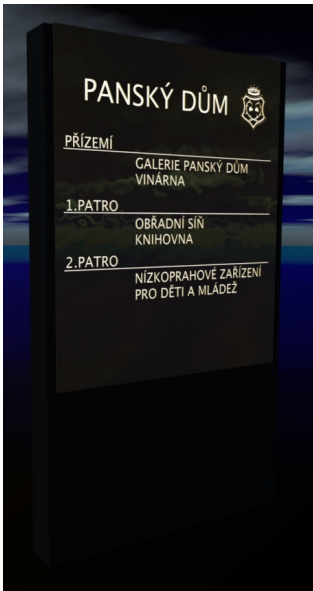 PANSKÝ DŮM
PŘÍZEMÍ
GALERIE PANSKÝ DŮM
VINÁRNA
1.PATRO
OBŘADNÍ SÍŇ
KNIHOVNA
2.PATRO
NÍZKOPRAHOVÉ ZAŘÍZENÍ
PRO DĚTI A MLÁDEŽ